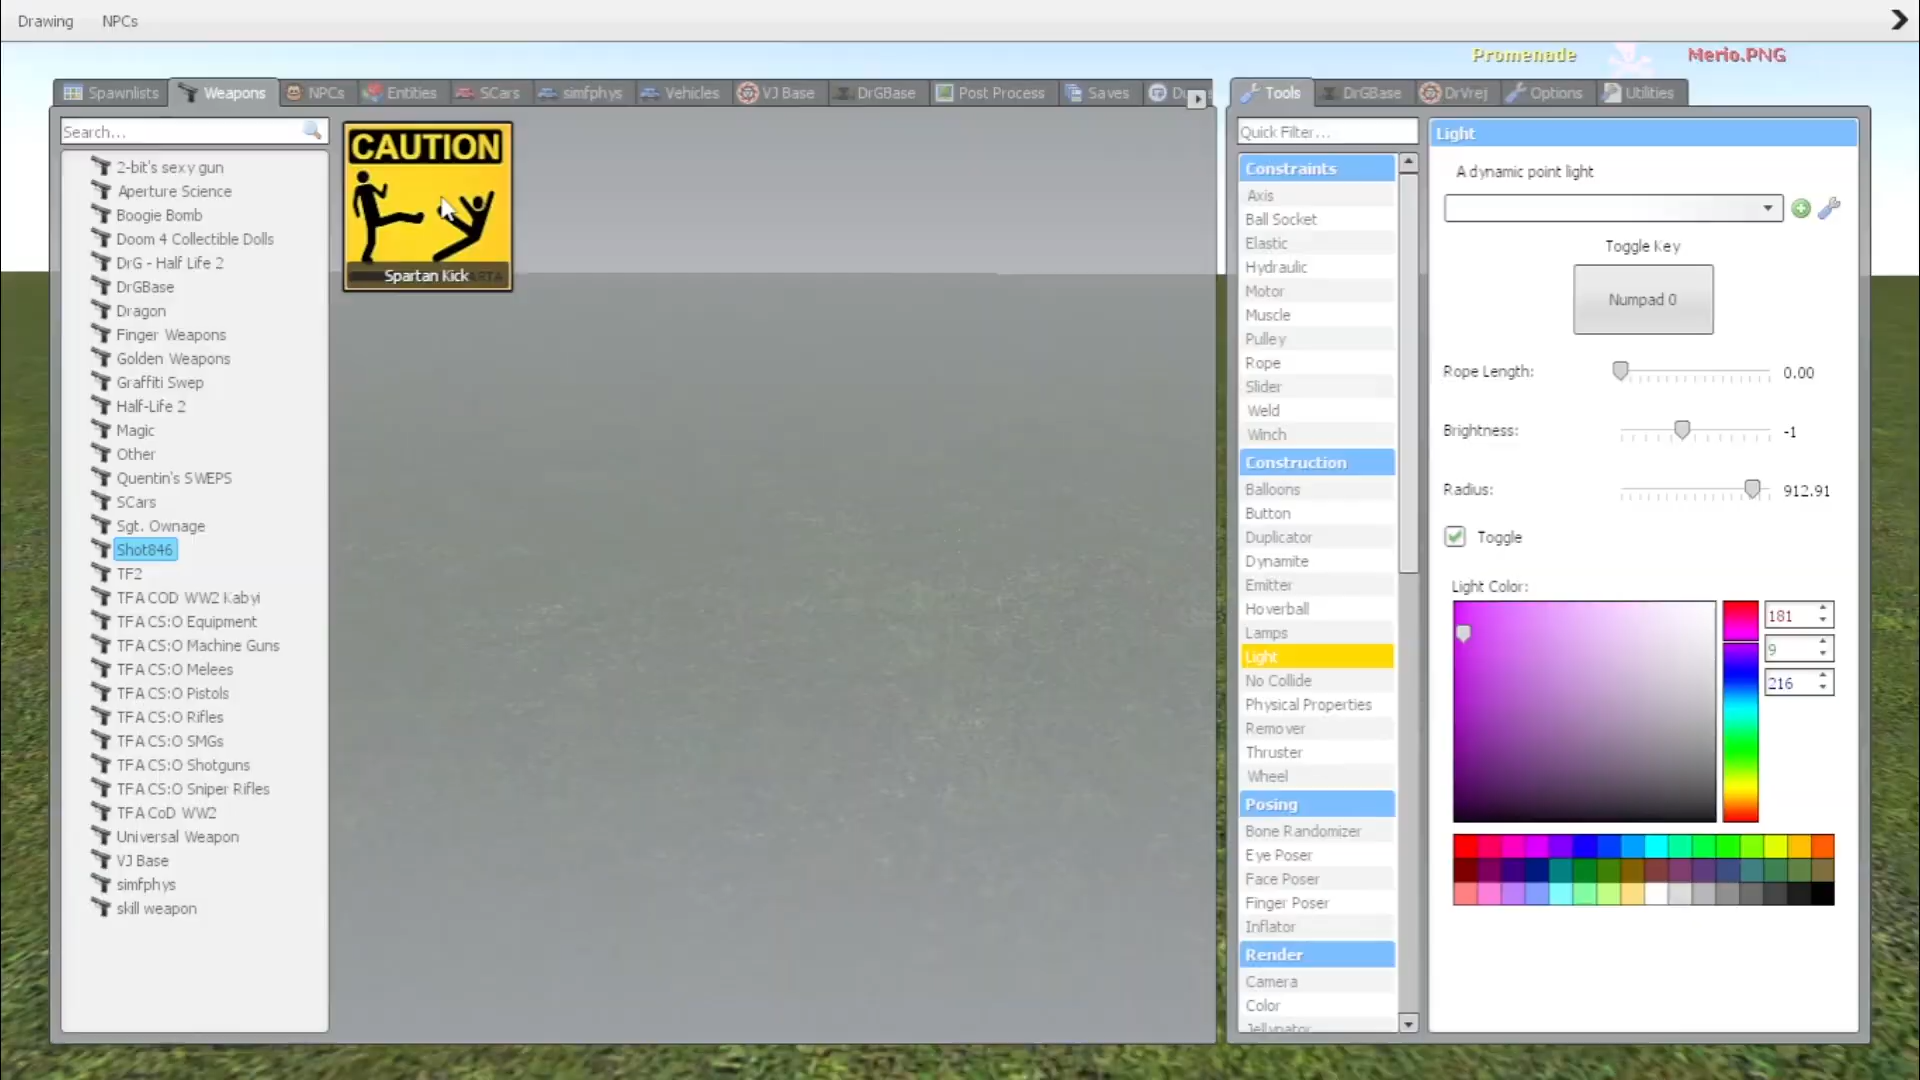 Drawing NPCs
Promenade Merio.PNG
Spawnlists Weapons NPCs Entities SCars simfphys Vehicles VJ Base DrGBase Post Process Saves
Search...
2-bit's sexy gun
Aperture Science
Boogie Bomb
Doom 4 Collectible Dolls
DrG - Half Life 2
DrGBase
Dragon
Finger Weapons
Golden Weapons
Graffiti Swep
Half-Life 2
Magic
Other
Quentin's SWEPS
SCars
Sgt. Ownage
Shot846
TF2
TFA COD WW2 Kabyi
TFA CS:O Equipment
TFA CS:O Machine Guns
TFA CS:O Melees
TFA CS:O Pistols
TFA CS:O Rifles
TFA CS:O SMGs
TFA CS:O Shotguns
TFA CS:O Sniper Rifles
TFA CoD WW2
Universal Weapon
VJ Base
simfphys
skill weapon
CAUTION
Spartan Kick
Tools DrGBase DrVrej Options Utilities
Quick Filter...
Constraints
Axis
Ball Socket
Elastic
Hydraulic
Motor
Muscle
Pulley
Rope
Slider
Weld
Winch
Construction
Balloons
Button
Duplicator
Dynamite
Emitter
Hoverball
Lamps
Light
No Collide
Physical Properties
Remover
Thruster
Wheel
Posing
Bone Randomizer
Eye Poser
Face Poser
Finger Poser
Inflator
Render
Camera
Color
Light
A dynamic point light
Toggle Key
Numpad 0
Rope Length: 0.00
Brightness: -1
Radius: 912.91
Toggle
Light Color:
181
9
216